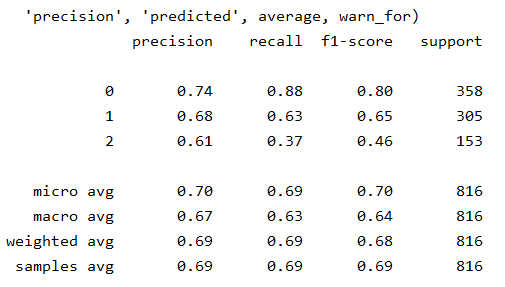 'precision', 'predicted', average, warn_for)
precision recall f1-score support
0 0.74 0.88 0.80 358
1 0.68 0.63 0.65 305
2 0.61 0.37 0.46 153
micro avg 0.70 0.69 0.70 816
macro avg 0.67 0.63 0.64 816
weighted avg 0.69 0.69 0.68 816
samples avg 0.69 0.69 0.69 816